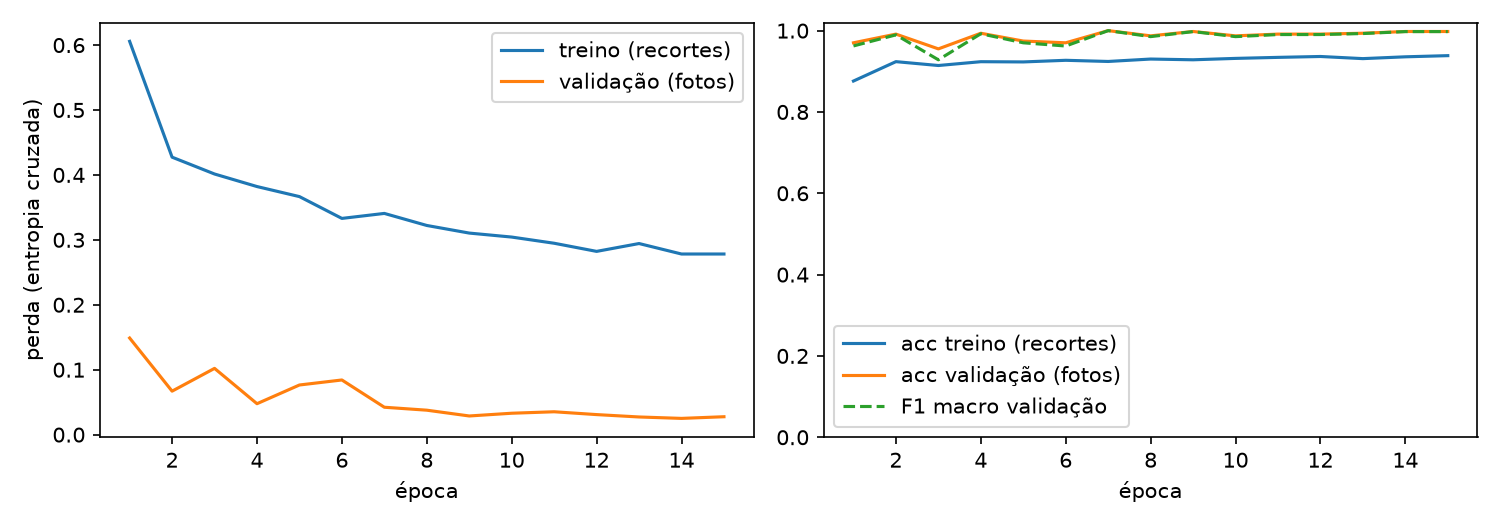 perda (entropia cruzada)
0.6
0.5
0.4
0.3
0.2
0.1
0.0
treino (recortes)
validação (fotos)
2 4 6 8 10 12 14
época
1.0
0.8
0.6
0.4
0.2
0.0
acc treino (recortes)
acc validação (fotos)
F1 macro validação
2 4 6 8 10 12 14
época